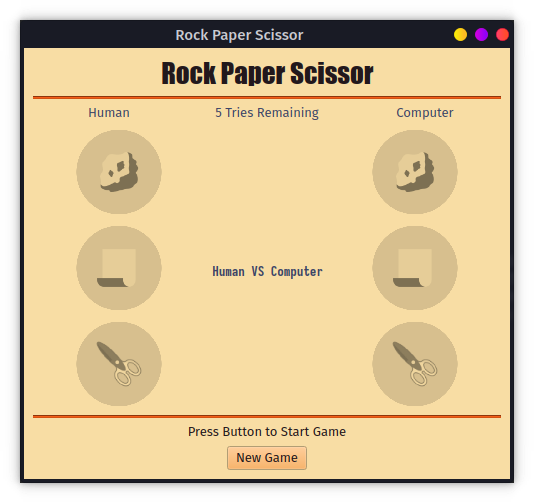 Rock Paper Scissor
Rock Paper Scissor
Human 5 Tries Remaining Computer
Human VS Computer
Press Button to Start Game
New Game